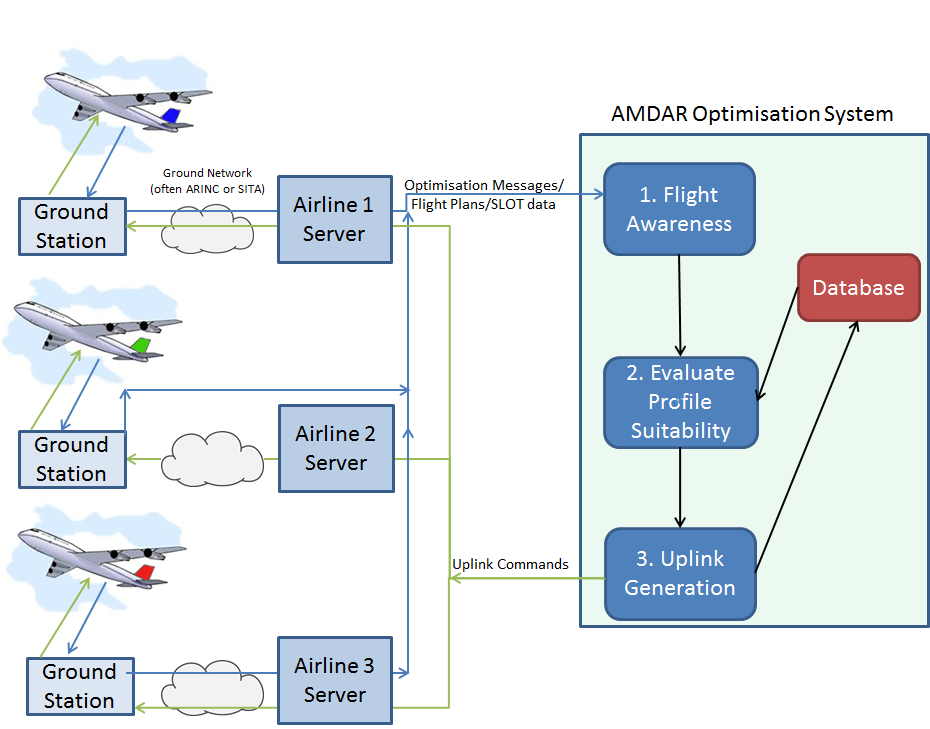 AMDAR Optimisation System
Ground Network
(often ARINC or SITA)
Ground
Station
Airline 1
Server
Optimisation Messages/
Flight Plans/SLOT data
1. Flight
Awareness
Database
Ground
Station
Airline 2
Server
2. Evaluate
Profile
Suitability
Uplink Commands
3. Uplink
Generation
Ground
Station
Airline 3
Server